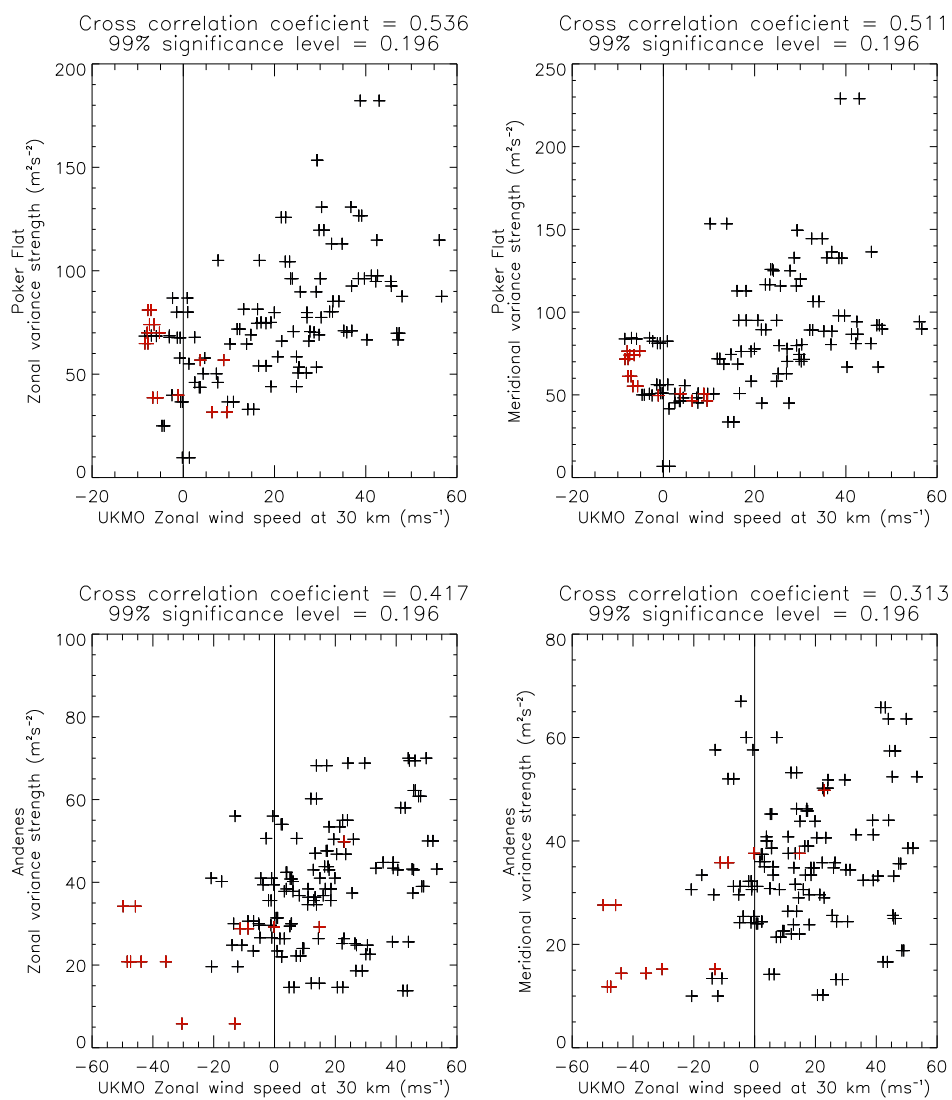 Cross correlation coeficient = 0.536
99% significance level = 0.196
200
150
100
50
0
Poker Flat
Zonal variance strength (m²s⁻²)
-20 0 20 40 60
UKMO Zonal wind speed at 30 km (ms⁻¹)
Cross correlation coeficient = 0.511
99% significance level = 0.196
250
200
150
100
50
0
Poker Flat
Meridional variance strength (m²s⁻²)
-20 0 20 40 60
UKMO Zonal wind speed at 30 km (ms⁻¹)
Cross correlation coeficient = 0.417
99% significance level = 0.196
100
80
60
40
20
0
Andenes
Zonal variance strength (m²s⁻²)
-60 -40 -20 0 20 40 60
UKMO Zonal wind speed at 30 km (ms⁻¹)
Cross correlation coeficient = 0.313
99% significance level = 0.196
80
60
40
20
0
Andenes
Meridional variance strength (m²s⁻²)
-60 -40 -20 0 20 40 60
UKMO Zonal wind speed at 30 km (ms⁻¹)